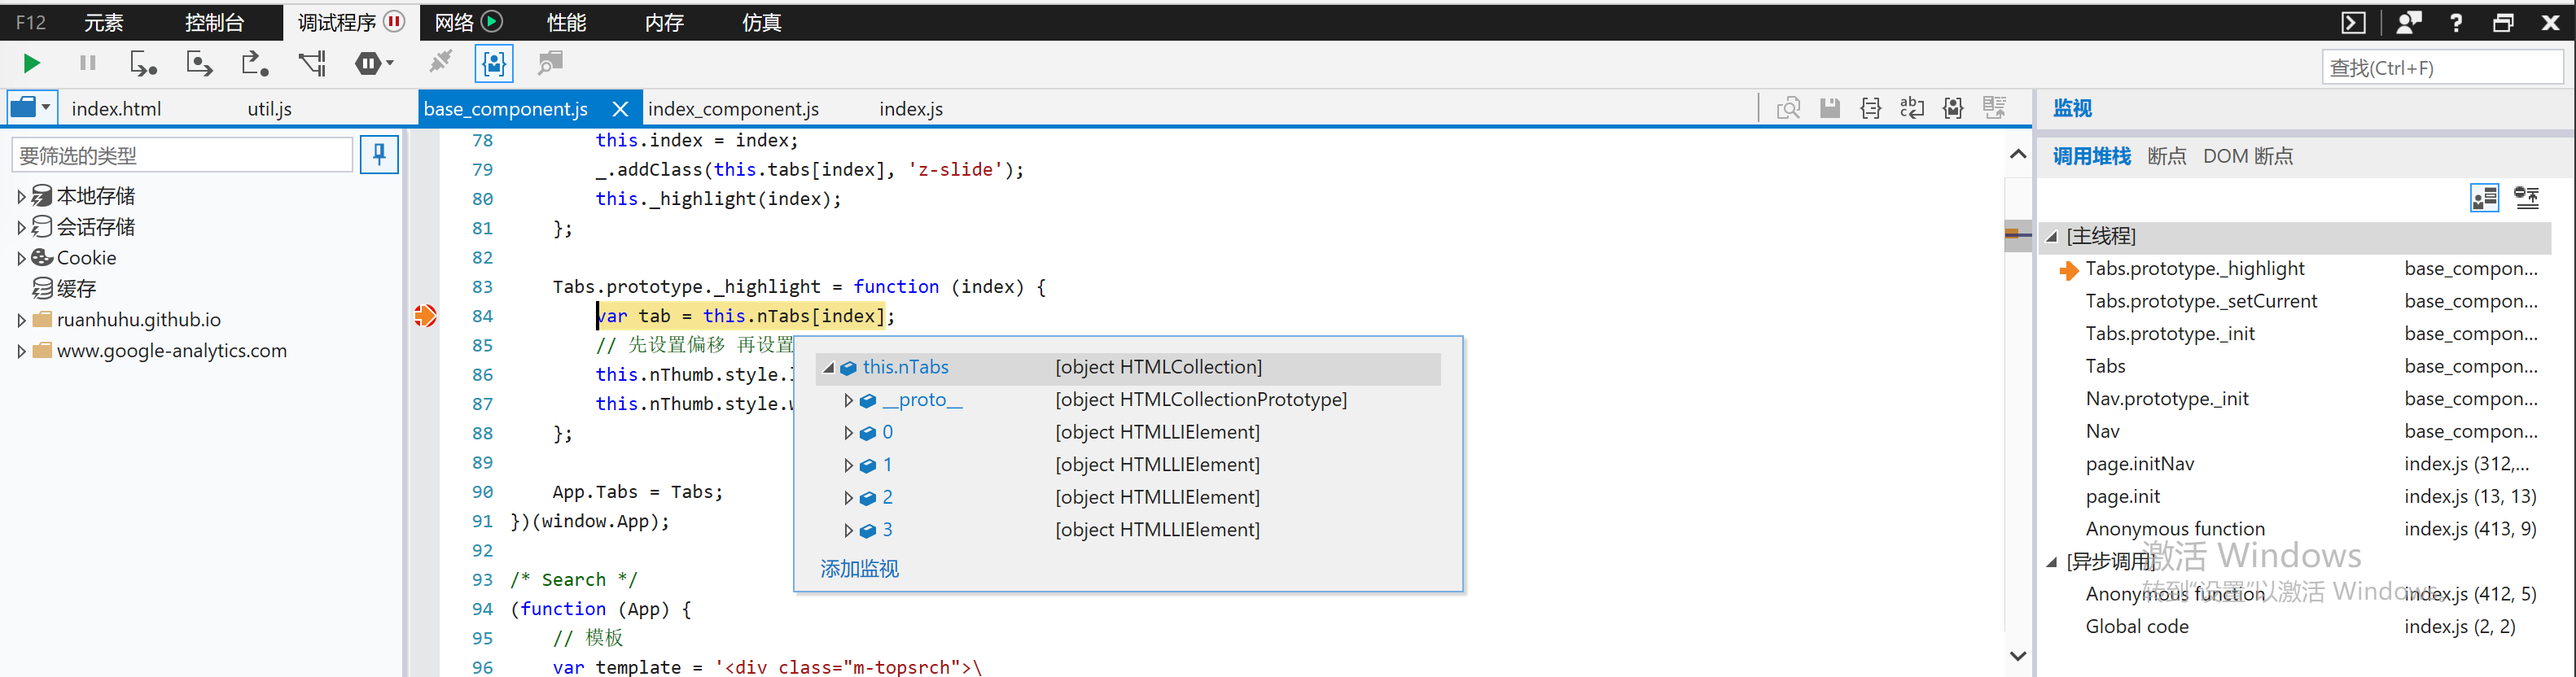 F12 元素 控制台 调试程序 网络 性能 内存 仿真
查找(Ctrl+F)
index.html util.js base_component.js index_component.js index.js
要筛选的类型
本地存储
会话存储
Cookie
缓存
ruanhuhu.github.io
www.google-analytics.com
78 this.index = index;
79 _.addClass(this.tabs[index], 'z-slide');
80 this._highlight(index);
81 };
82
83 Tabs.prototype._highlight = function (index) {
84 var tab = this.nTabs[index];
85 // 先设置偏移 再设置
86 this.nThumb.style.
87 this.nThumb.style.
88 };
89
90 App.Tabs = Tabs;
91 })(window.App);
92
93 /* Search */
94 (function (App) {
95 // 模板
96 var template = '<div class="m-topsrch">\
this.nTabs [object HTMLCollection]
__proto__ [object HTMLCollectionPrototype]
0 [object HTMLLIElement]
1 [object HTMLLIElement]
2 [object HTMLLIElement]
3 [object HTMLLIElement]
添加监视
监视
调用堆栈 断点 DOM 断点
[主线程]
Tabs.prototype._highlight base_compon...
Tabs.prototype._setCurrent base_compon...
Tabs.prototype._init base_compon...
Tabs base_compon...
Nav.prototype._init base_compon...
Nav base_compon...
page.initNav index.js (312,...
page.init index.js (13, 13)
Anonymous function index.js (413, 9)
[异步调用]
Anonymous function index.js (412, 5)
Global code index.js (2, 2)
激活 Windows
转到"设置"以激活 Windows。